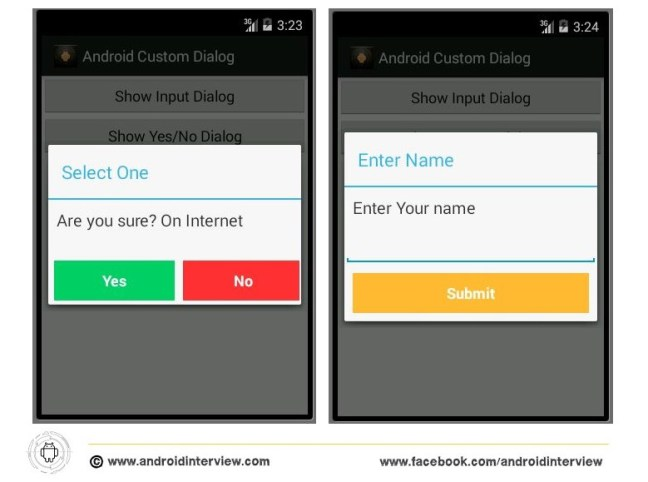 3G 3:23
Android Custom Dialog
Show Input Dialog
Show Yes/No Dialog
Select One
Are you sure? On Internet
Yes No
3G 3:24
Android Custom Dialog
Show Input Dialog
Enter Name
Enter Your name
Submit
© www.androidinterview.com www.facebook.com/androidinterview